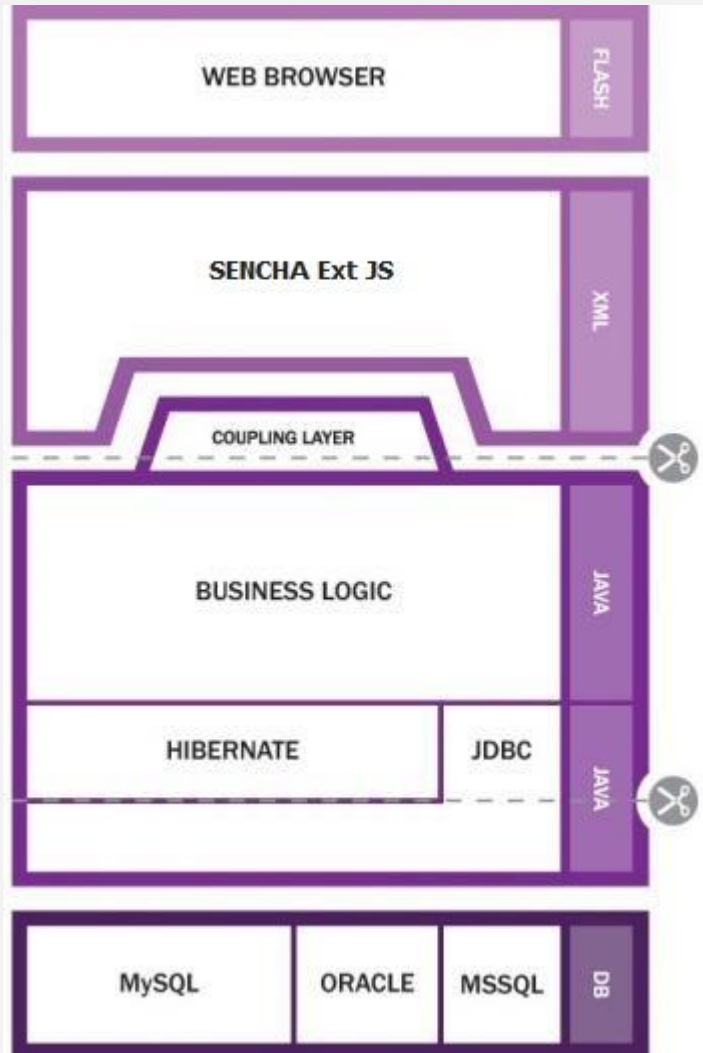 WEB BROWSER
FLASH
SENCHA Ext JS
XML
COUPLING LAYER
BUSINESS LOGIC
JAVA
HIBERNATE
JDBC
JAVA
MySQL
ORACLE
MSSQL
DB